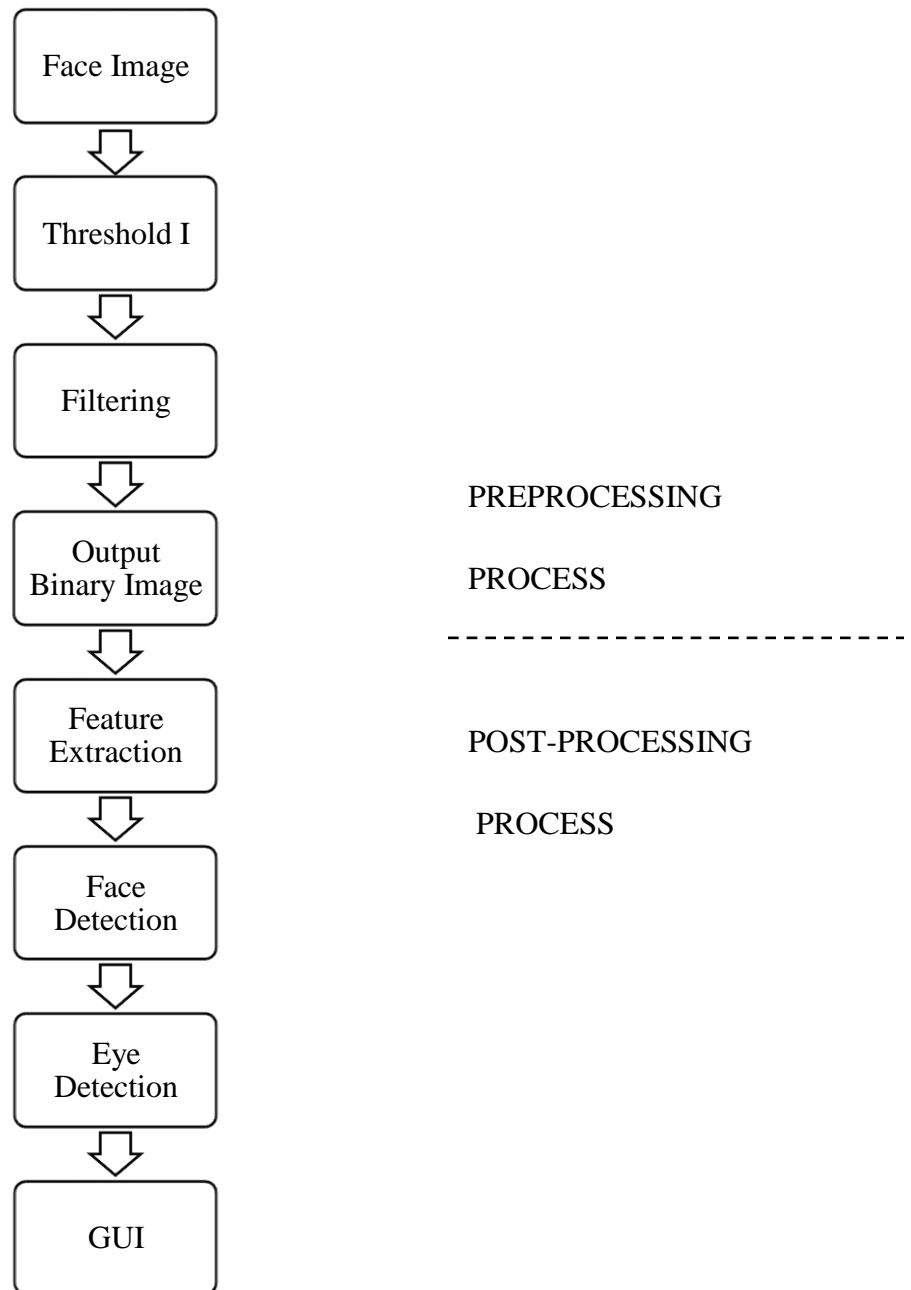 Face Image
Threshold I
Filtering
Output
Binary Image
Feature
Extraction
Face
Detection
Eye
Detection
GUI
PREPROCESSING
PROCESS
POST-PROCESSING
PROCESS